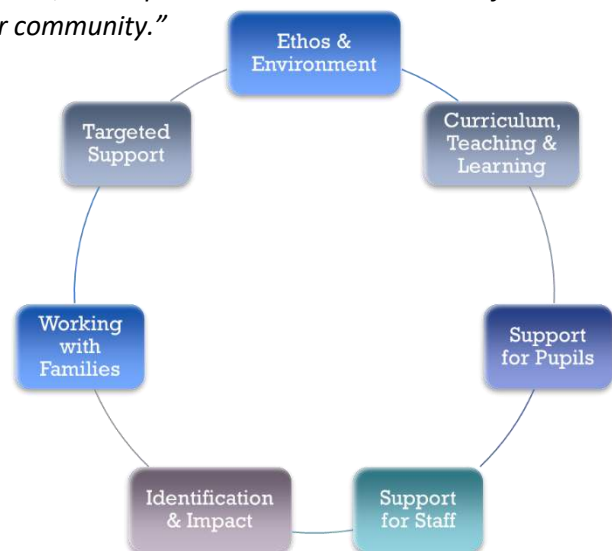 r community.”
Ethos &
Environment
Curriculum,
Teaching &
Learning
Support
for Pupils
Support
for Staff
Identification
& Impact
Working
with
Families
Targeted
Support